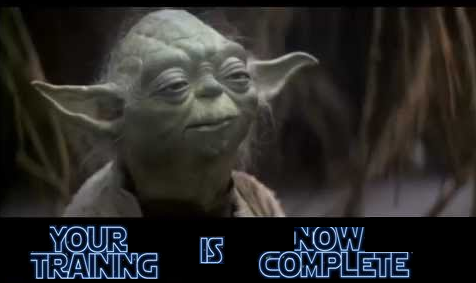 YOUR TRAINING IS NOW COMPLETE